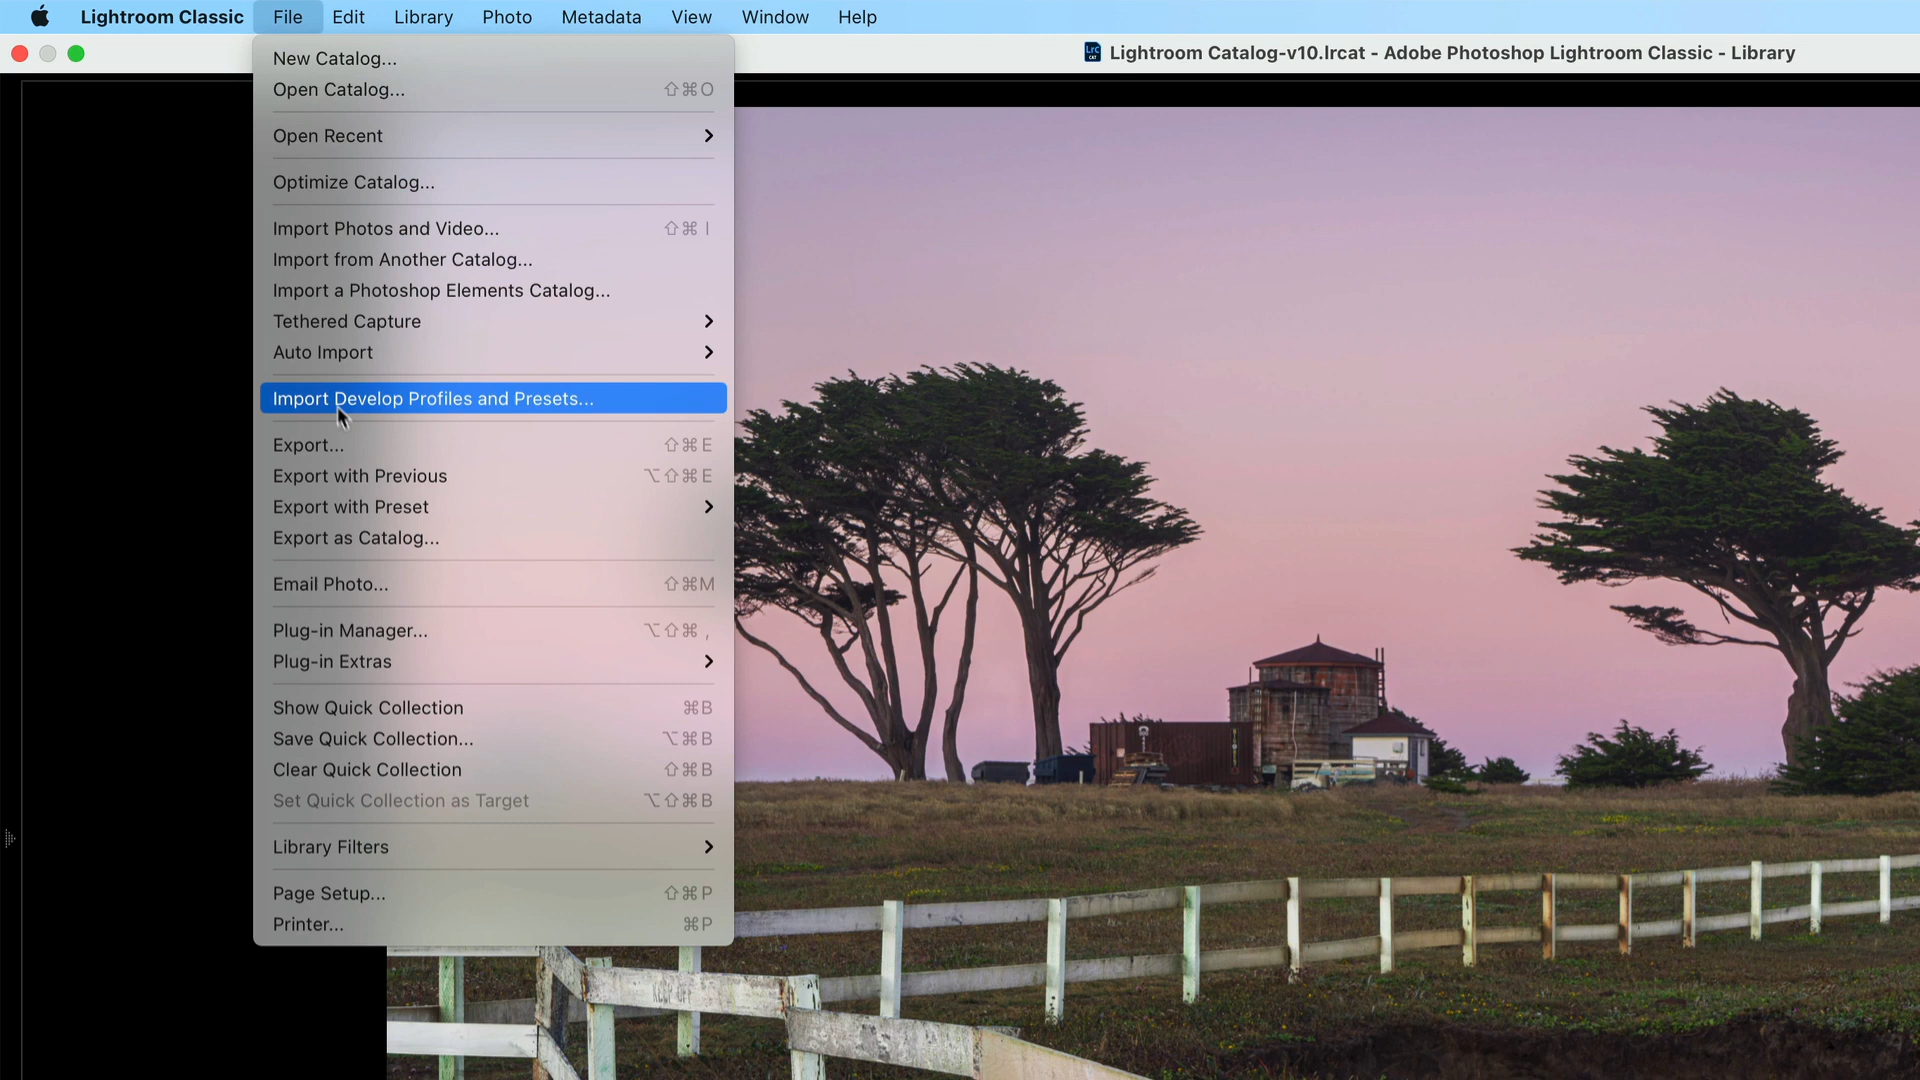 Lightroom Classic File Edit Library Photo Metadata View Window Help
Lightroom Catalog-v10.lrcat - Adobe Photoshop Lightroom Classic - Library
New Catalog...
Open Catalog... ⇧⌘O
Open Recent
Optimize Catalog...
Import Photos and Video... ⇧⌘I
Import from Another Catalog...
Import a Photoshop Elements Catalog...
Tethered Capture
Auto Import
Import Develop Profiles and Presets...
Export... ⇧⌘E
Export with Previous ⌥⇧⌘E
Export with Preset
Export as Catalog...
Email Photo... ⇧⌘M
Plug-in Manager... ⌥⇧⌘,
Plug-in Extras
Show Quick Collection ⌘B
Save Quick Collection... ⌥⌘B
Clear Quick Collection ⇧⌘B
Set Quick Collection as Target ⌥⇧⌘B
Library Filters
Page Setup... ⇧⌘P
Printer... ⌘P
KEEP OFF